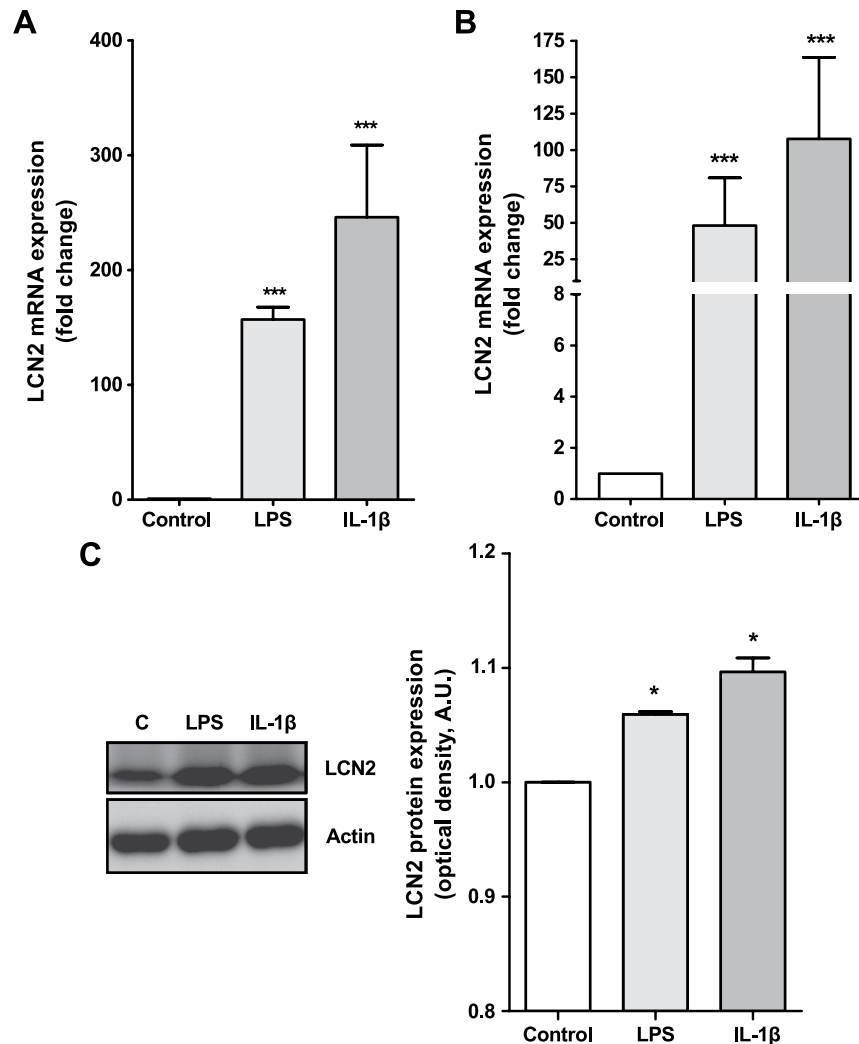 A
LCN2 mRNA expression
(fold change)
400
300
200
100
0
***
***
Control LPS IL-1β
B
LCN2 mRNA expression
(fold change)
175
150
125
100
75
50
25
8
6
4
2
0
***
***
Control LPS IL-1β
C
C LPS IL-1β
LCN2
Actin
LCN2 protein expression
(optical density, A.U.)
1.2
1.1
1.0
0.9
0.8
*
*
Control LPS IL-1β